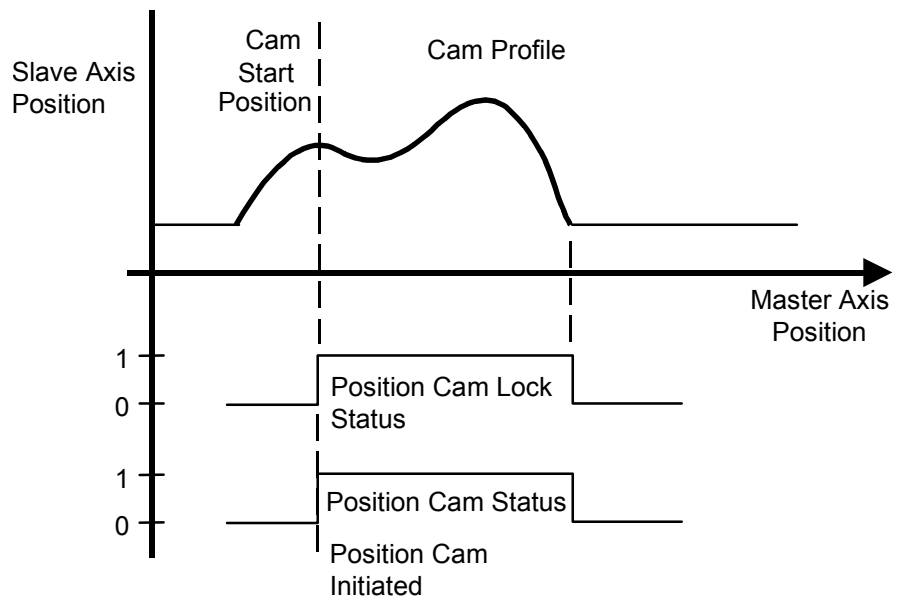 Slave Axis
Position
Cam
Start
Position
Cam Profile
Master Axis
Position
1
0
Position Cam Lock
Status
1
0
Position Cam Status
Position Cam
Initiated